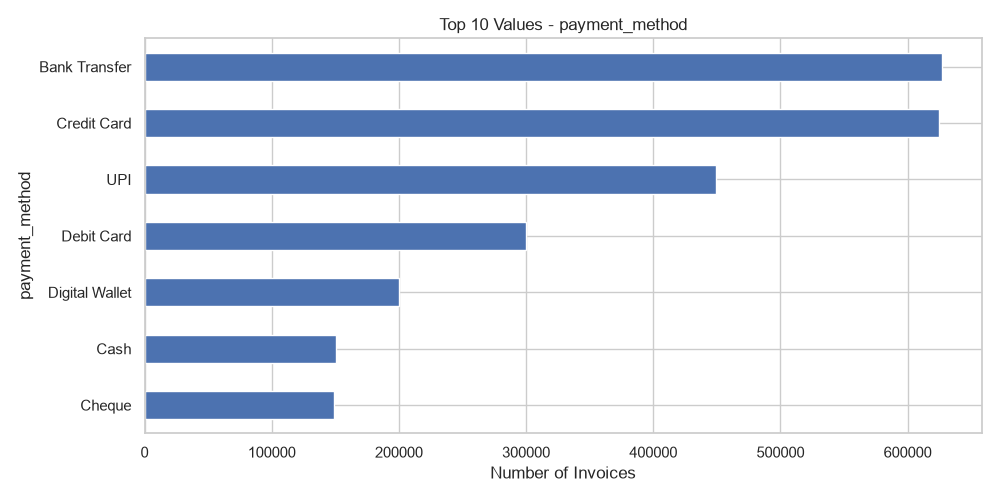 Top 10 Values - payment_method
payment_method
Bank Transfer
Credit Card
UPI
Debit Card
Digital Wallet
Cash
Cheque
0 100000 200000 300000 400000 500000 600000
Number of Invoices